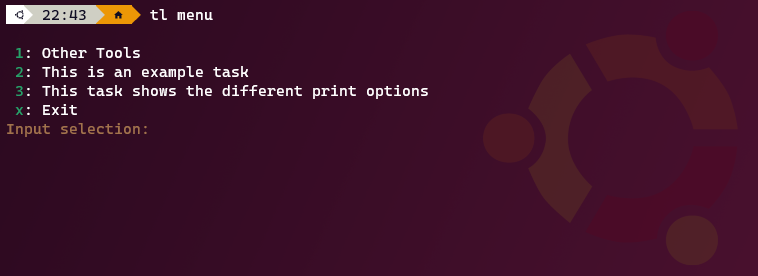 22:43 tl menu
1: Other Tools
2: This is an example task
3: This task shows the different print options
x: Exit
Input selection: